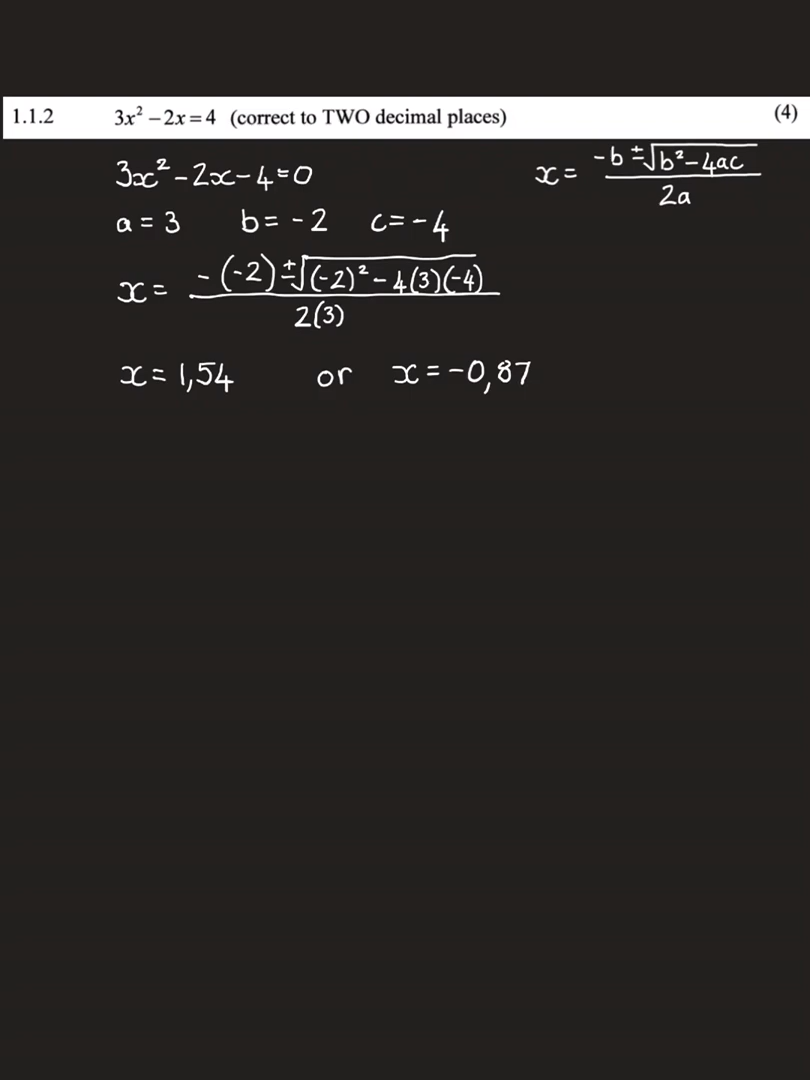 1.1.2 3x² – 2x = 4 (correct to TWO decimal places) (4)
3x² - 2x - 4 = 0 x = (-b ± √(b² - 4ac)) / 2a
a = 3 b = -2 c = -4
x = (-(-2) ± √((-2)² - 4(3)(-4))) / 2(3)
x = 1,54 or x = -0,87